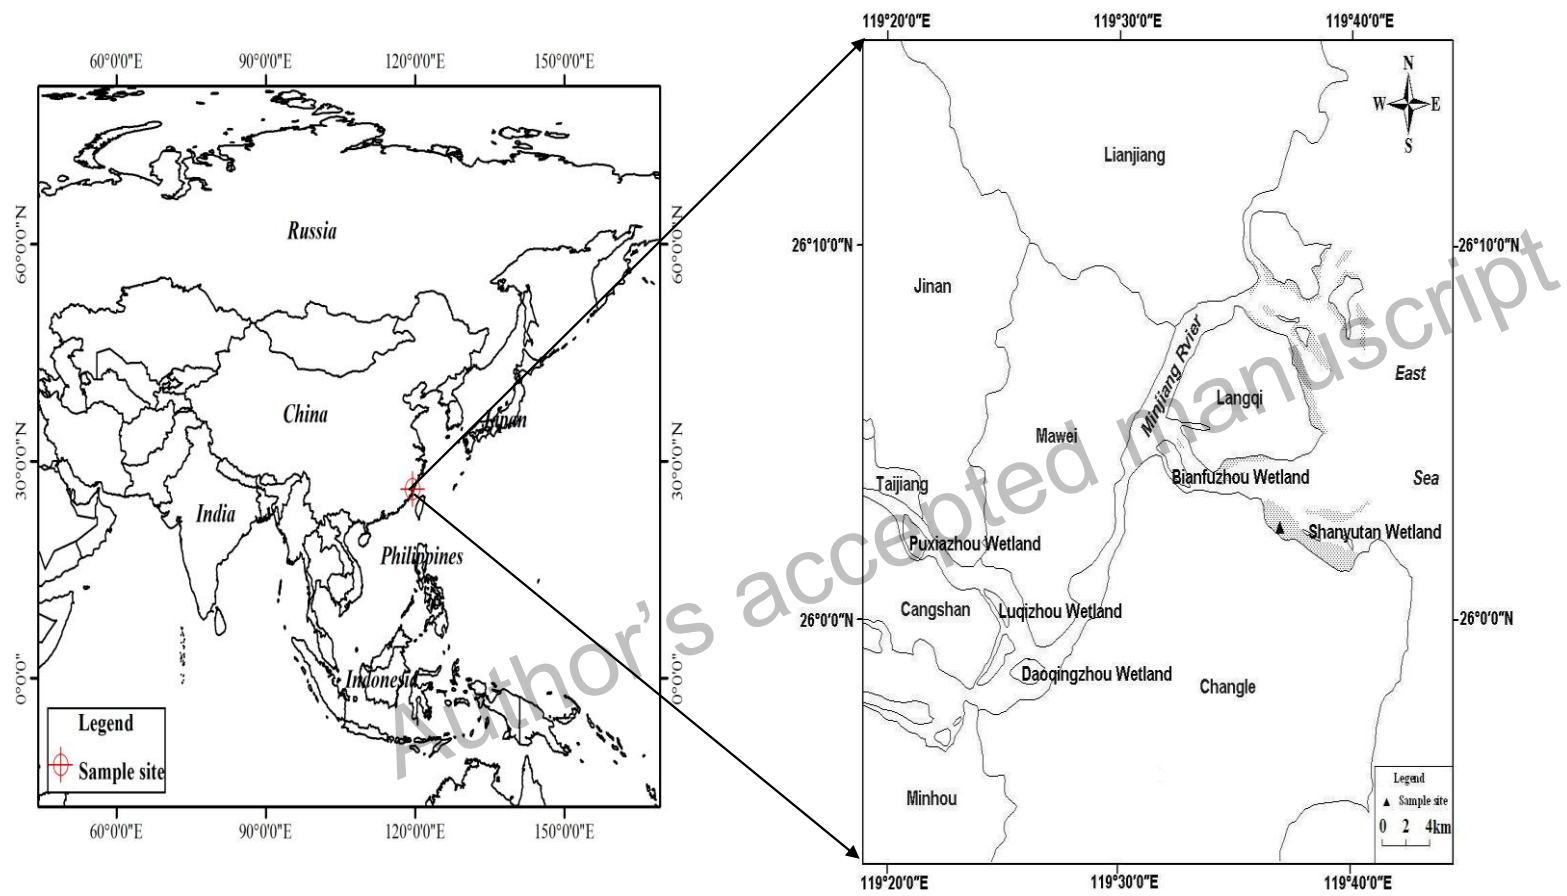 60°0'0"E 90°0'0"E 120°0'0"E 150°0'0"E
60°0'0"N
30°0'0"N
0°0'0"
60°0'0"N
30°0'0"N
0°0'0"
Russia
China
Japan
India
Philippines
Indonesia
Legend
Sample site
60°0'0"E 90°0'0"E 120°0'0"E 150°0'0"E
119°20'0"E 119°30'0"E 119°40'0"E
N
W E
S
Lianjiang
26°10'0"N 26°10'0"N
Jinan
Minjiang Rvier
East
Langqi
Mawei
Bianfuzhou Wetland
Sea
Taijiang
Shanyutan Wetland
Puxiazhou Wetland
Cangshan
Luqizhou Wetland
26°0'0"N 26°0'0"N
Daoqingzhou Wetland
Changle
Minhou
Legend
Sample site
0 2 4km
119°20'0"E 119°30'0"E 119°40'0"E
Author's accepted manuscript